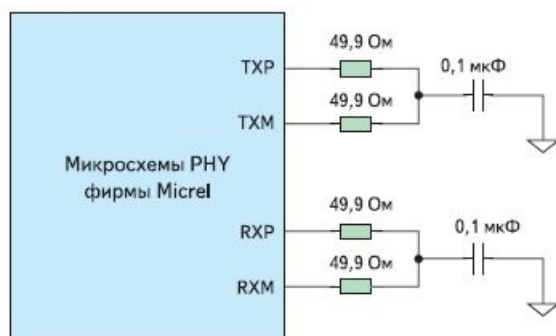 49,9 Ом
TXP
0,1 мкФ
49,9 Ом
TXM
Микросхемы PHY
фирмы Micrel
49,9 Ом
RXP
0,1 мкФ
49,9 Ом
RXM